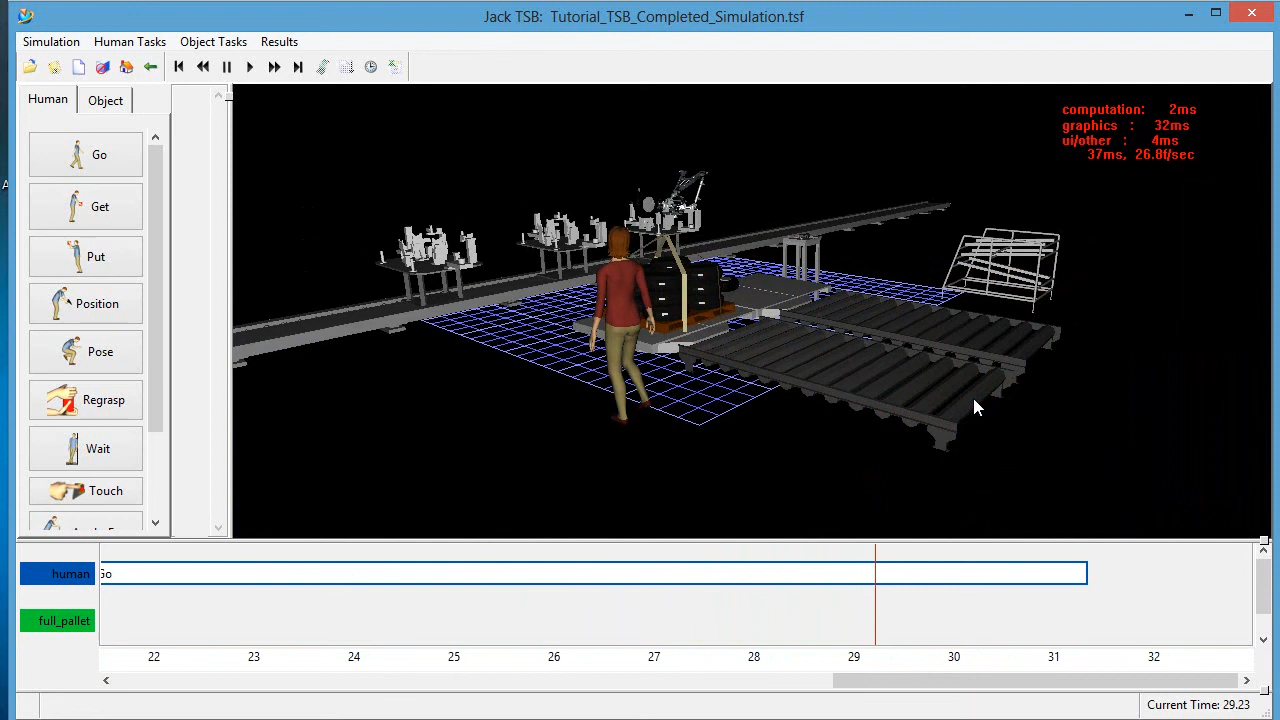 Jack TSB: Tutorial_TSB_Completed_Simulation.tsf
Simulation Human Tasks Object Tasks Results
Human Object
Go
Get
Put
Position
Pose
Regrasp
Wait
Touch
computation: 2ms
graphics : 32ms
ui/other : 4ms
37ms, 26.8f/sec
human
Go
full_pallet
22 23 24 25 26 27 28 29 30 31 32
Current Time: 29.23